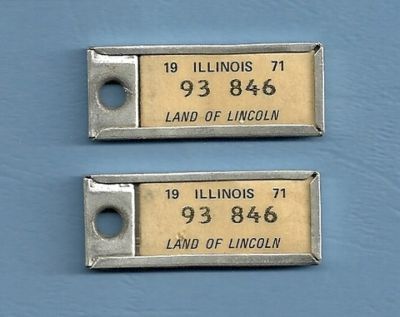 19 ILLINOIS 71
93 846
LAND OF LINCOLN
19 ILLINOIS 71
93 846
LAND OF LINCOLN